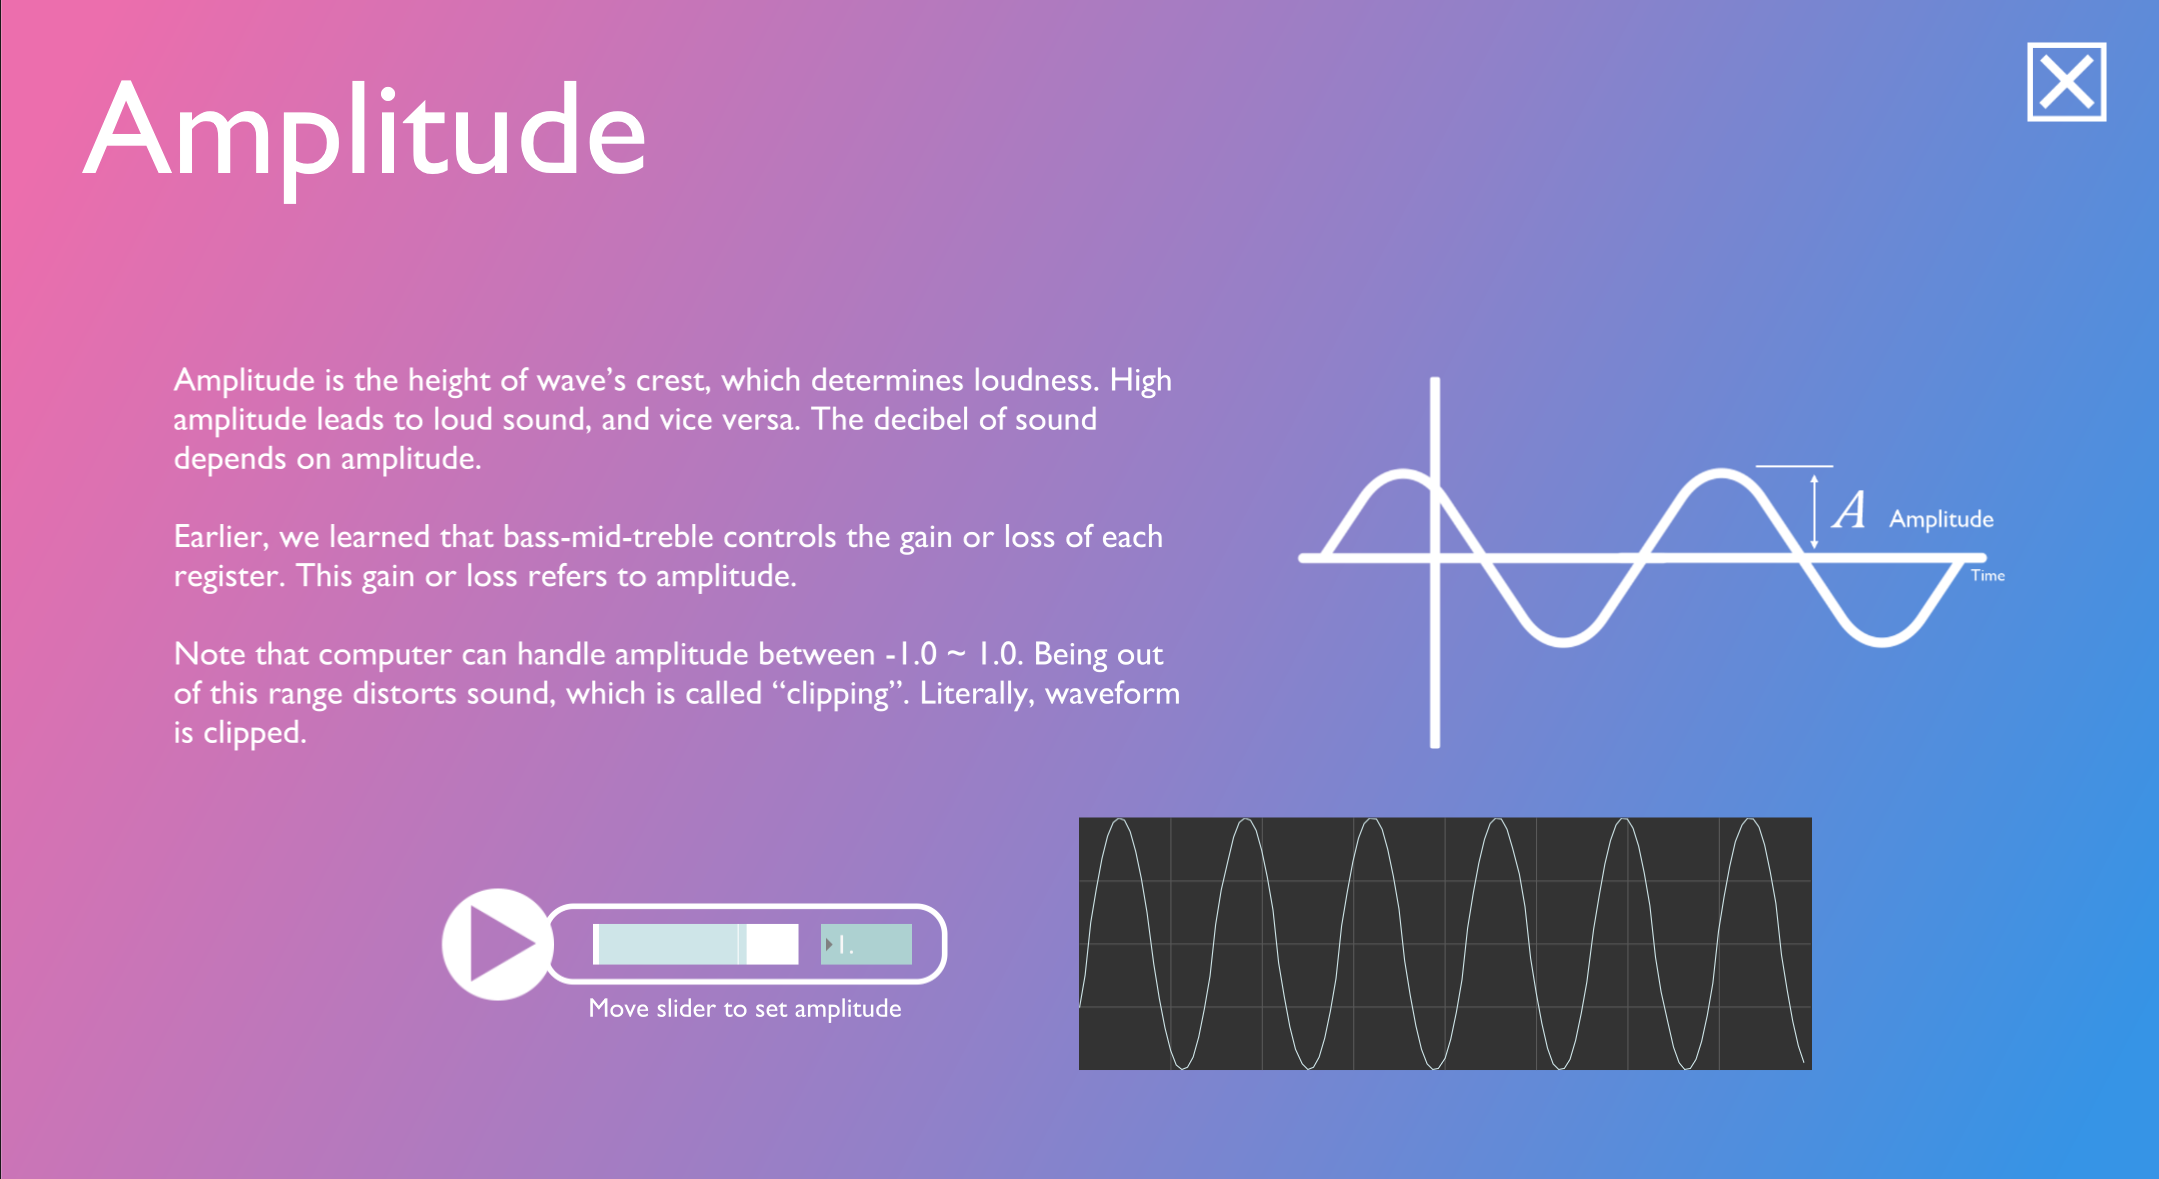 Amplitude
Amplitude is the height of wave’s crest, which determines loudness. High
amplitude leads to loud sound, and vice versa. The decibel of sound
depends on amplitude.
Earlier, we learned that bass-mid-treble controls the gain or loss of each
register. This gain or loss refers to amplitude.
Note that computer can handle amplitude between -1.0 ~ 1.0. Being out
of this range distorts sound, which is called “clipping”. Literally, waveform
is clipped.
A Amplitude
Time
1.
Move slider to set amplitude